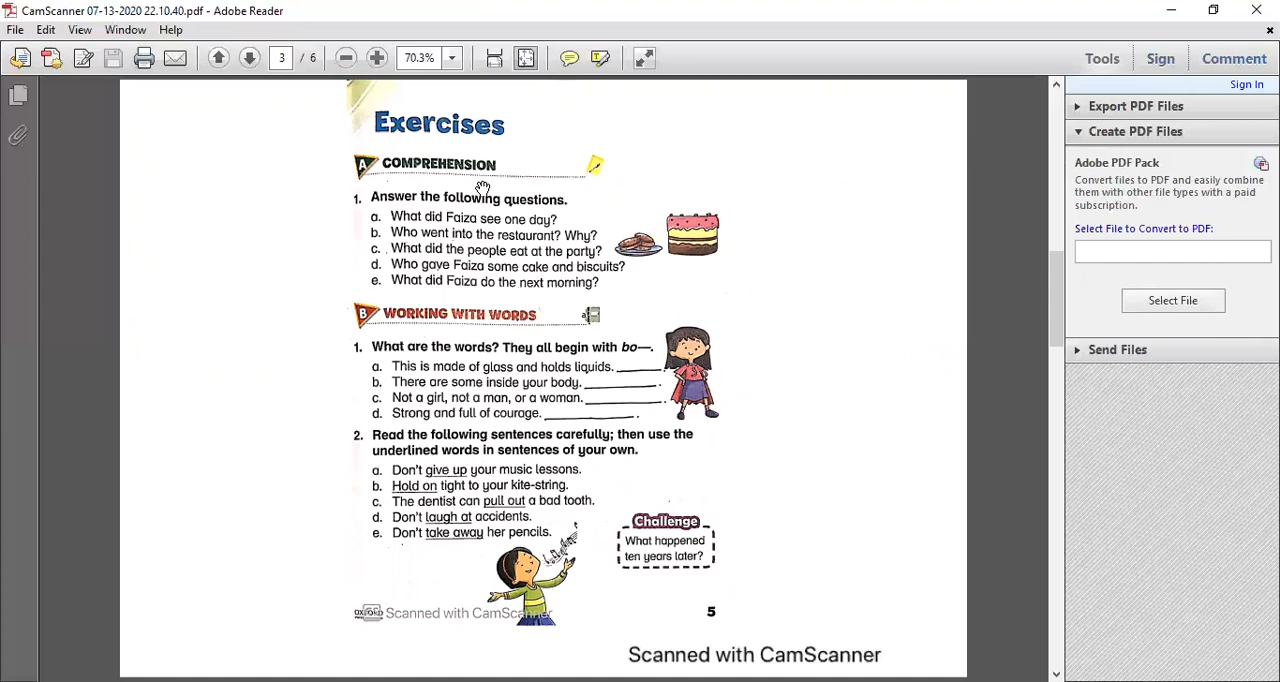 CamScanner 07-13-2020 22.10.40.pdf - Adobe Reader
File Edit View Window Help
3 / 6 70.3% Tools Sign Comment
Sign In
Export PDF Files
Create PDF Files
Adobe PDF Pack
Convert files to PDF and easily combine
them with other file types with a paid
subscription.
Select File to Convert to PDF:
Select File
Send Files
Exercises
A COMPREHENSION
1. Answer the following questions.
a. What did Faiza see one day?
b. Who went into the restaurant? Why?
c. What did the people eat at the party?
d. Who gave Faiza some cake and biscuits?
e. What did Faiza do the next morning?
B WORKING WITH WORDS
1. What are the words? They all begin with bo—.
a. This is made of glass and holds liquids. ______.
b. There are some inside your body. ______.
c. Not a girl, not a man, or a woman. ______.
d. Strong and full of courage. ______.
2. Read the following sentences carefully; then use the
underlined words in sentences of your own.
a. Don't give up your music lessons.
b. Hold on tight to your kite-string.
c. The dentist can pull out a bad tooth.
d. Don't laugh at accidents.
e. Don't take away her pencils.
Challenge
What happened
ten years later?
OXFORD
CS Scanned with CamScanner
5
Scanned with CamScanner